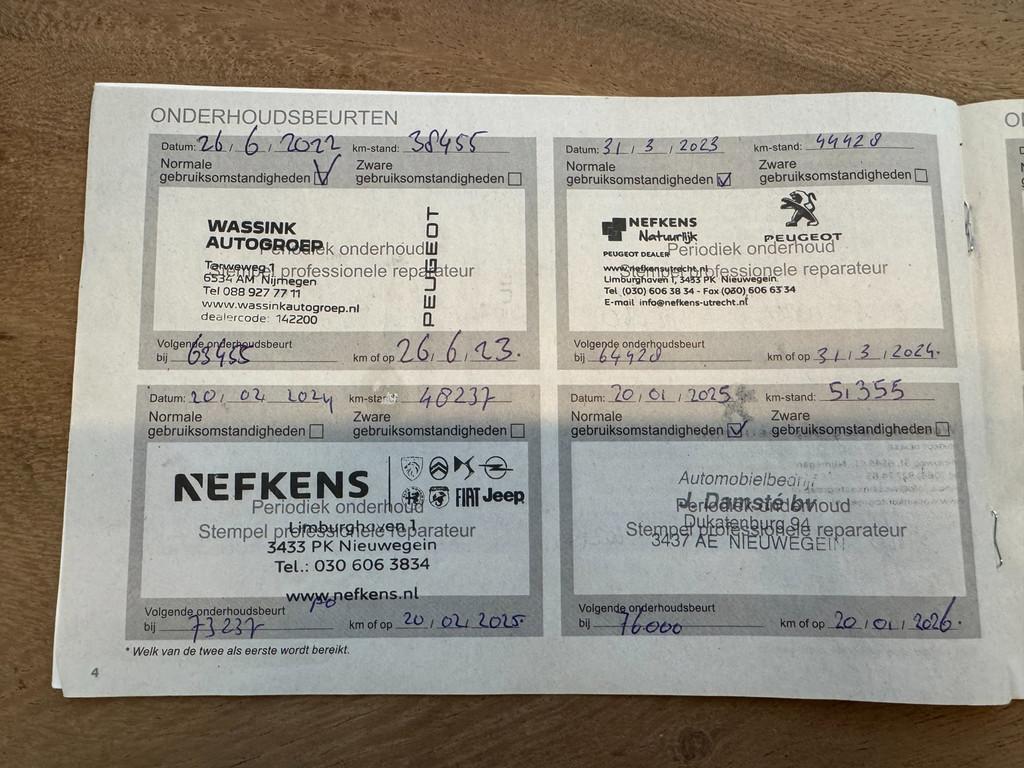 ONDERHOUDSBEURTEN
Datum: 26 / 6 / 2022 km-stand: 38455
Normale gebruiksomstandigheden Zware gebruiksomstandigheden
WASSINK
AUTOGROEP
PEUGEOT
Periodiek onderhoud
Stempel professionele reparateur
Terweweg 1
6534 AM Nijmegen
Tel 088 927 77 11
www.wassinkautogroep.nl
dealercode: 142200
Volgende onderhoudsbeurt
bij 63455 km of op 26, 6, 23.
Datum: 31 / 3 / 2023 km-stand: 44428
Normale gebruiksomstandigheden Zware gebruiksomstandigheden
NEFKENS
Natuurlijk
PEUGEOT
PEUGEOT DEALER
Periodiek onderhoud
Stempel professionele reparateur
www.nefkensutrecht.nl
Limburghaven 1, 3433 PK Nieuwegein
Tel (030) 606 38 34 - Fax (030) 606 63 34
E-mail info@nefkens-utrecht.nl
Volgende onderhoudsbeurt
bij 64428 km of op 31 / 3 / 2024.
Datum: 20 / 02 / 2024 km-stand: 48237
Normale gebruiksomstandigheden Zware gebruiksomstandigheden
NEFKENS
FIAT Jeep
Periodiek onderhoud
Stempel professionele reparateur
Limburghaven 1
3433 PK Nieuwegein
Tel.: 030 606 3834
www.nefkens.nl
Volgende onderhoudsbeurt
bij 73237 km of op 20 / 02 / 2025.
Datum: 20 / 01 / 2025 km-stand: 51355
Normale gebruiksomstandigheden Zware gebruiksomstandigheden
Automobielbedrijf
J. Damsté bv
Periodiek onderhoud
Stempel professionele reparateur
Dukatenburg 94
3437 AE NIEUWEGEIN
Volgende onderhoudsbeurt
bij 76000 km of op 20 / 01 / 2026.
* Welk van de twee als eerste wordt bereikt.
4